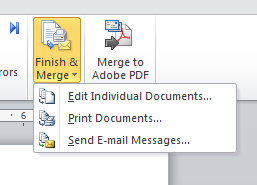 rors
Finish & Merge to
Merge Adobe PDF
Edit Individual Documents...
Print Documents...
Send E-mail Messages...
6